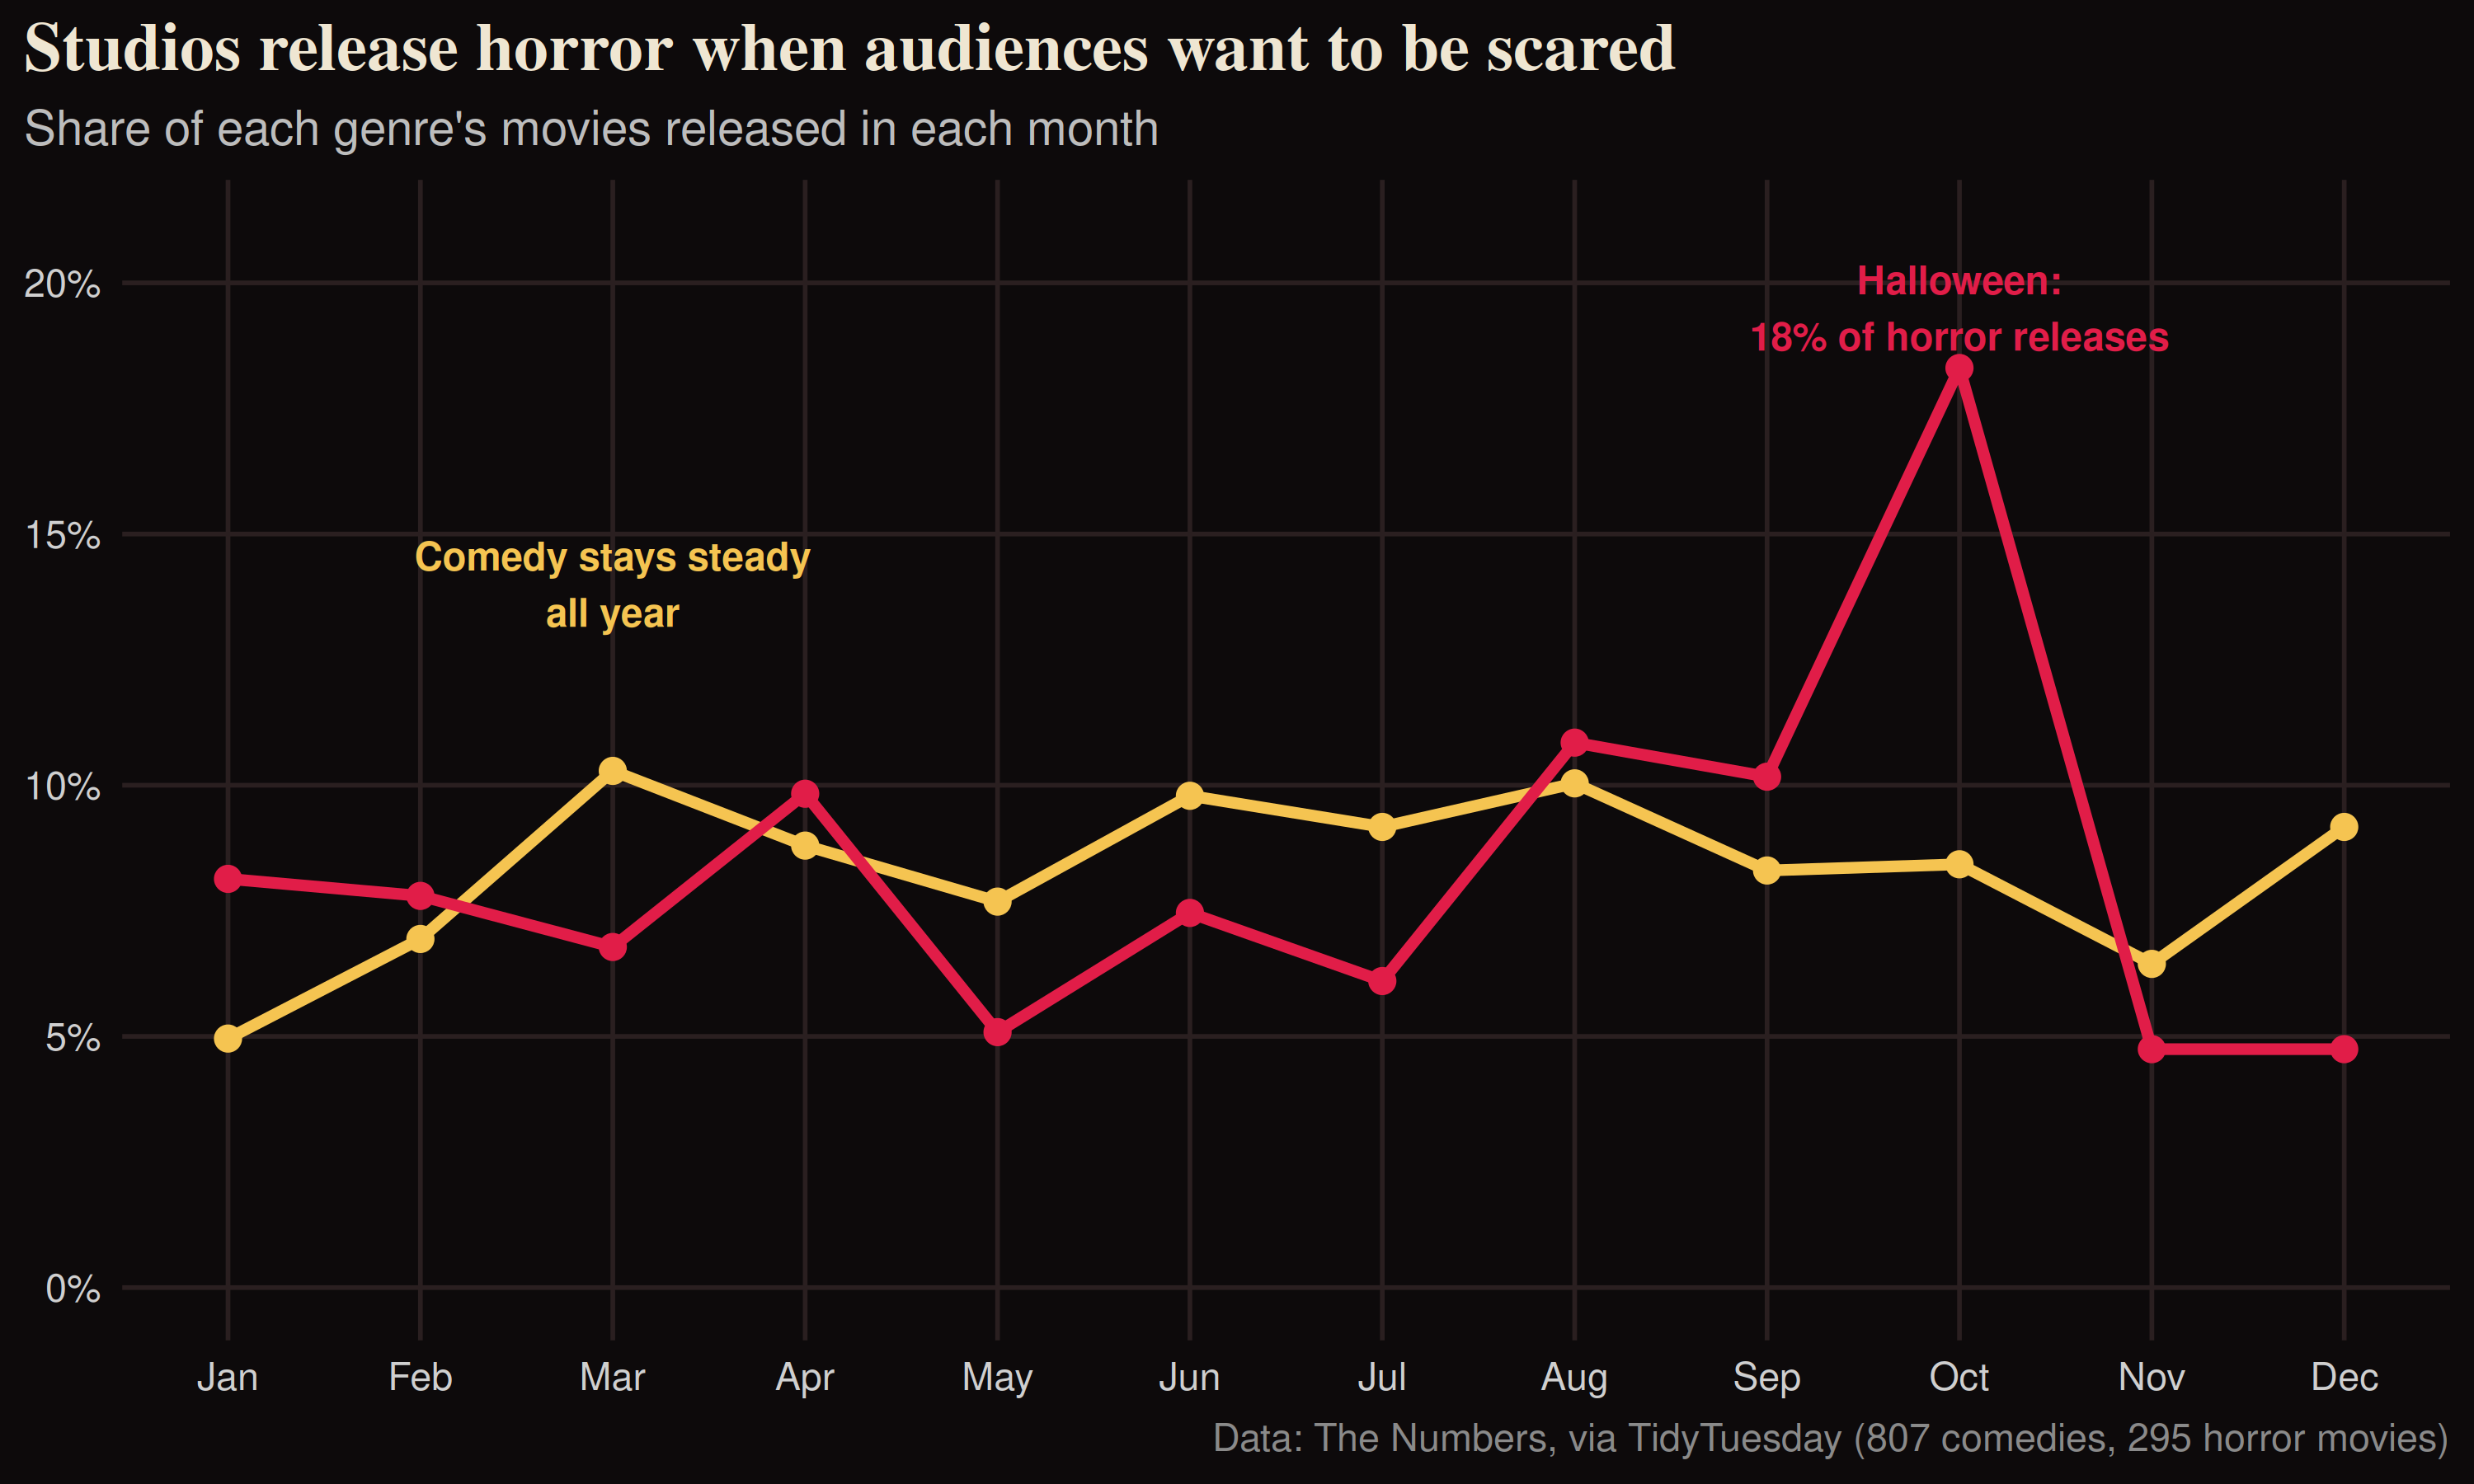 Studios release horror when audiences want to be scared
Share of each genre's movies released in each month
20%
15%
10%
5%
0%
Halloween:
18% of horror releases
Comedy stays steady
all year
Jan Feb Mar Apr May Jun Jul Aug Sep Oct Nov Dec
Data: The Numbers, via TidyTuesday (807 comedies, 295 horror movies)